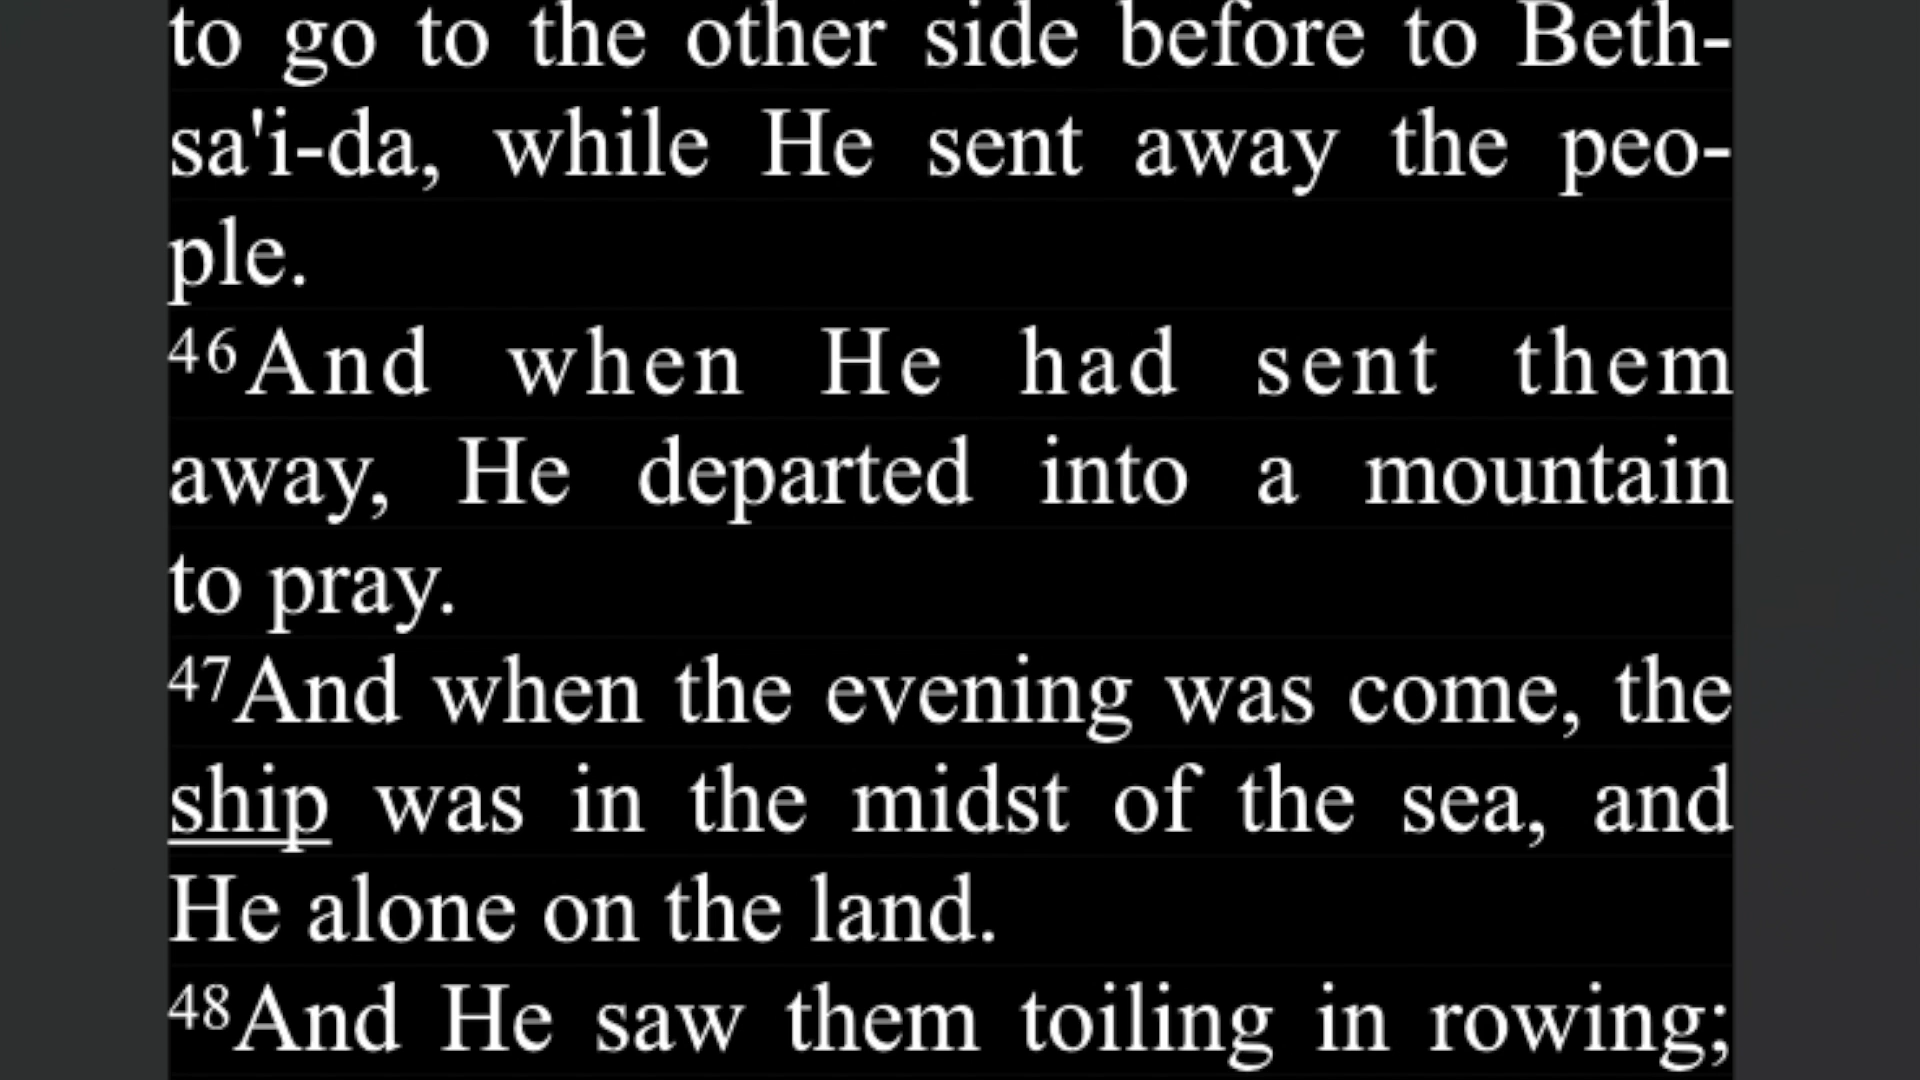 to go to the other side before to Beth-
sa'i-da, while He sent away the peo-
ple.
46And when He had sent them
away, He departed into a mountain
to pray.
47And when the evening was come, the
ship was in the midst of the sea, and
He alone on the land.
48And He saw them toiling in rowing;